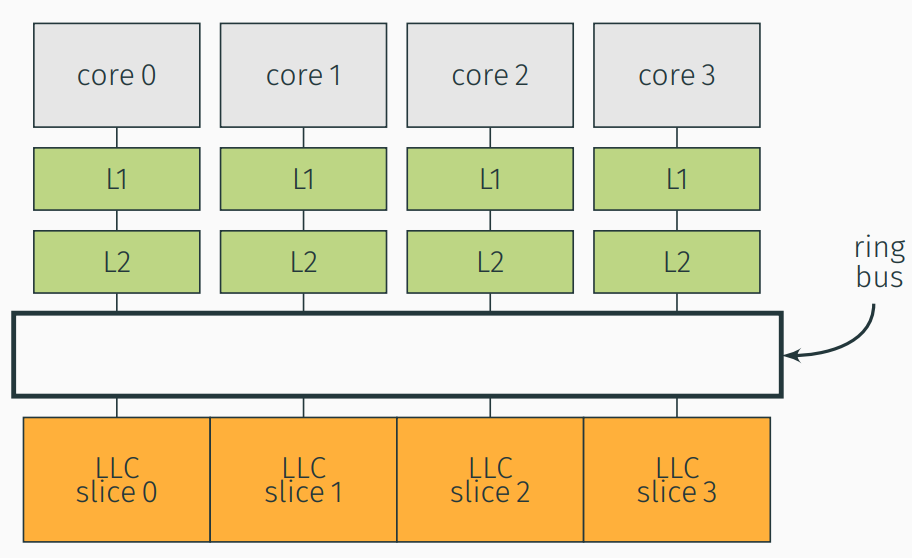 core 0
core 1
core 2
core 3
L1
L1
L1
L1
L2
L2
L2
L2
ring
bus
LLC
slice 0
LLC
slice 1
LLC
slice 2
LLC
slice 3